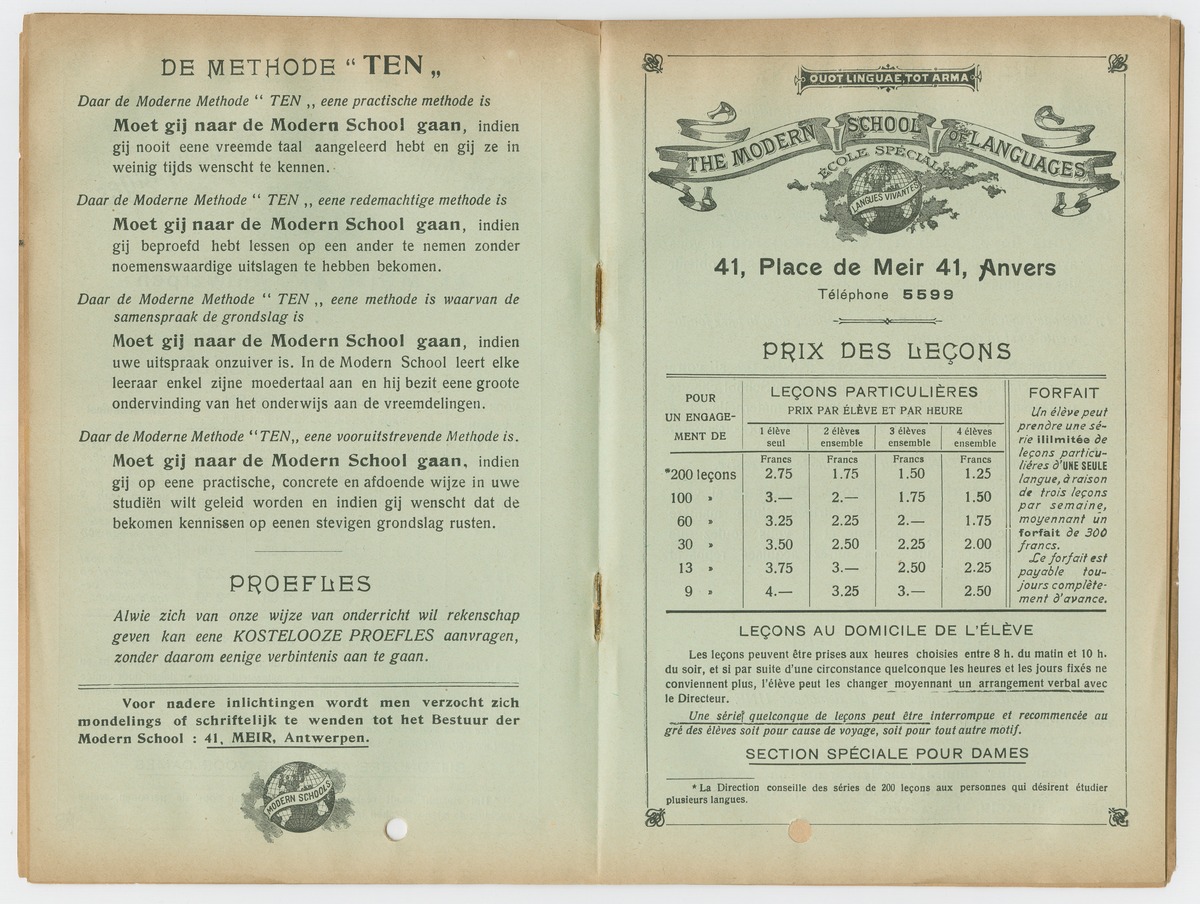 DE METHODE “ TEN „
Daar de Moderne Methode “ TEN ,, eene practische methode is
Moet gij naar de Modern School gaan, indien
gij nooit eene vreemde taal aangeleerd hebt en gij ze in
weinig tijds wenscht te kennen.
Daar de Moderne Methode “ TEN ,, eene redemachtige methode is
Moet gij naar de Modern School gaan, indien
gij beproefd hebt lessen op een ander te nemen zonder
noemenswaardige uitslagen te hebben bekomen.
Daar de Moderne Methode “ TEN ,, eene methode is waarvan de
samenspraak de grondslag is
Moet gij naar de Modern School gaan, indien
uwe uitspraak onzuiver is. In de Modern School leert elke
leeraar enkel zijne moedertaal aan en hij bezit eene groote
ondervinding van het onderwijs aan de vreemdelingen.
Daar de Moderne Methode “TEN„ eene vooruitstrevende Methode is.
Moet gij naar de Modern School gaan, indien
gij op eene practische, concrete en afdoende wijze in uwe
studiën wilt geleid worden en indien gij wenscht dat de
bekomen kennissen op eenen stevigen grondslag rusten.
PROEFLES
Alwie zich van onze wijze van onderricht wil rekenschap
geven kan eene KOSTELOOZE PROEFLES aanvragen,
zonder daarom eenige verbintenis aan te gaan.
Voor nadere inlichtingen wordt men verzocht zich
mondelings of schriftelijk te wenden tot het Bestuur der
Modern School : 41, MEIR, Antwerpen.
MODERN SCHOOLS
QUOT LINGUAE, TOT ARMA
THE MODERN SCHOOL OF LANGUAGES
ÉCOLE SPÉCIALE
LANGUES VIVANTES
41, Place de Meir 41, Anvers
Téléphone 5599
PRIX DES LEÇONS
POUR
UN ENGAGE-
MENT DE
LEÇONS PARTICULIÈRES
PRIX PAR ÉLÈVE ET PAR HEURE
1 élève 2 élèves 3 élèves 4 élèves
seul ensemble ensemble ensemble
Francs Francs Francs Francs
*200 leçons 2.75 1.75 1.50 1.25
100 » 3.— 2.— 1.75 1.50
60 » 3.25 2.25 2.— 1.75
30 » 3.50 2.50 2.25 2.00
13 » 3.75 3.— 2.50 2.25
9 » 4.— 3.25 3.— 2.50
FORFAIT
Un élève peut
prendre une sé-
rie ililmitée de
leçons particu-
lières d'UNE SEULE
langue, à raison
de trois leçons
par semaine,
moyennant un
forfait de 300
francs.
Le forfait est
payable tou-
jours complète-
ment d'avance.
LEÇONS AU DOMICILE DE L'ÉLÈVE
Les leçons peuvent être prises aux heures choisies entre 8 h. du matin et 10 h.
du soir, et si par suite d'une circonstance quelconque les heures et les jours fixés ne
conviennent plus, l'élève peut les changer moyennant un arrangement verbal avec
le Directeur.
Une série quelconque de leçons peut être interrompue et recommencée au
gré des élèves soit pour cause de voyage, soit pour tout autre motif.
SECTION SPÉCIALE POUR DAMES
* La Direction conseille des séries de 200 leçons aux personnes qui désirent étudier
plusieurs langues.